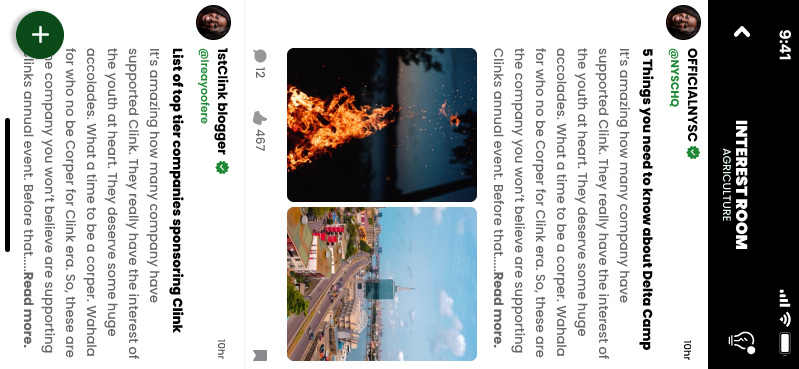 9:41
INTEREST ROOM
AGRICULTURE
OFFICIALNYSC
@NYSCHQ
10hr
5 Things you need to know about Delta Camp
It's amazing how many company have
supported Clink. They really have the interest of
the youth at heart. They deserve some huge
accolades. What a time to be a corper. Wahala
for who no be Corper for Clink era. So, these are
the company you won't believe are supporting
Clinks annual event. Before that....Read more.
12
467
1stClink blogger
@Ireayoofere
10hr
List of top tier companies sponsoring Clink
It's amazing how many company have
supported Clink. They really have the interest of
the youth at heart. They deserve some huge
accolades. What a time to be a corper. Wahala
for who no be Corper for Clink era. So, these are
he company you won't believe are supporting
links annual event. Before that....Read more.